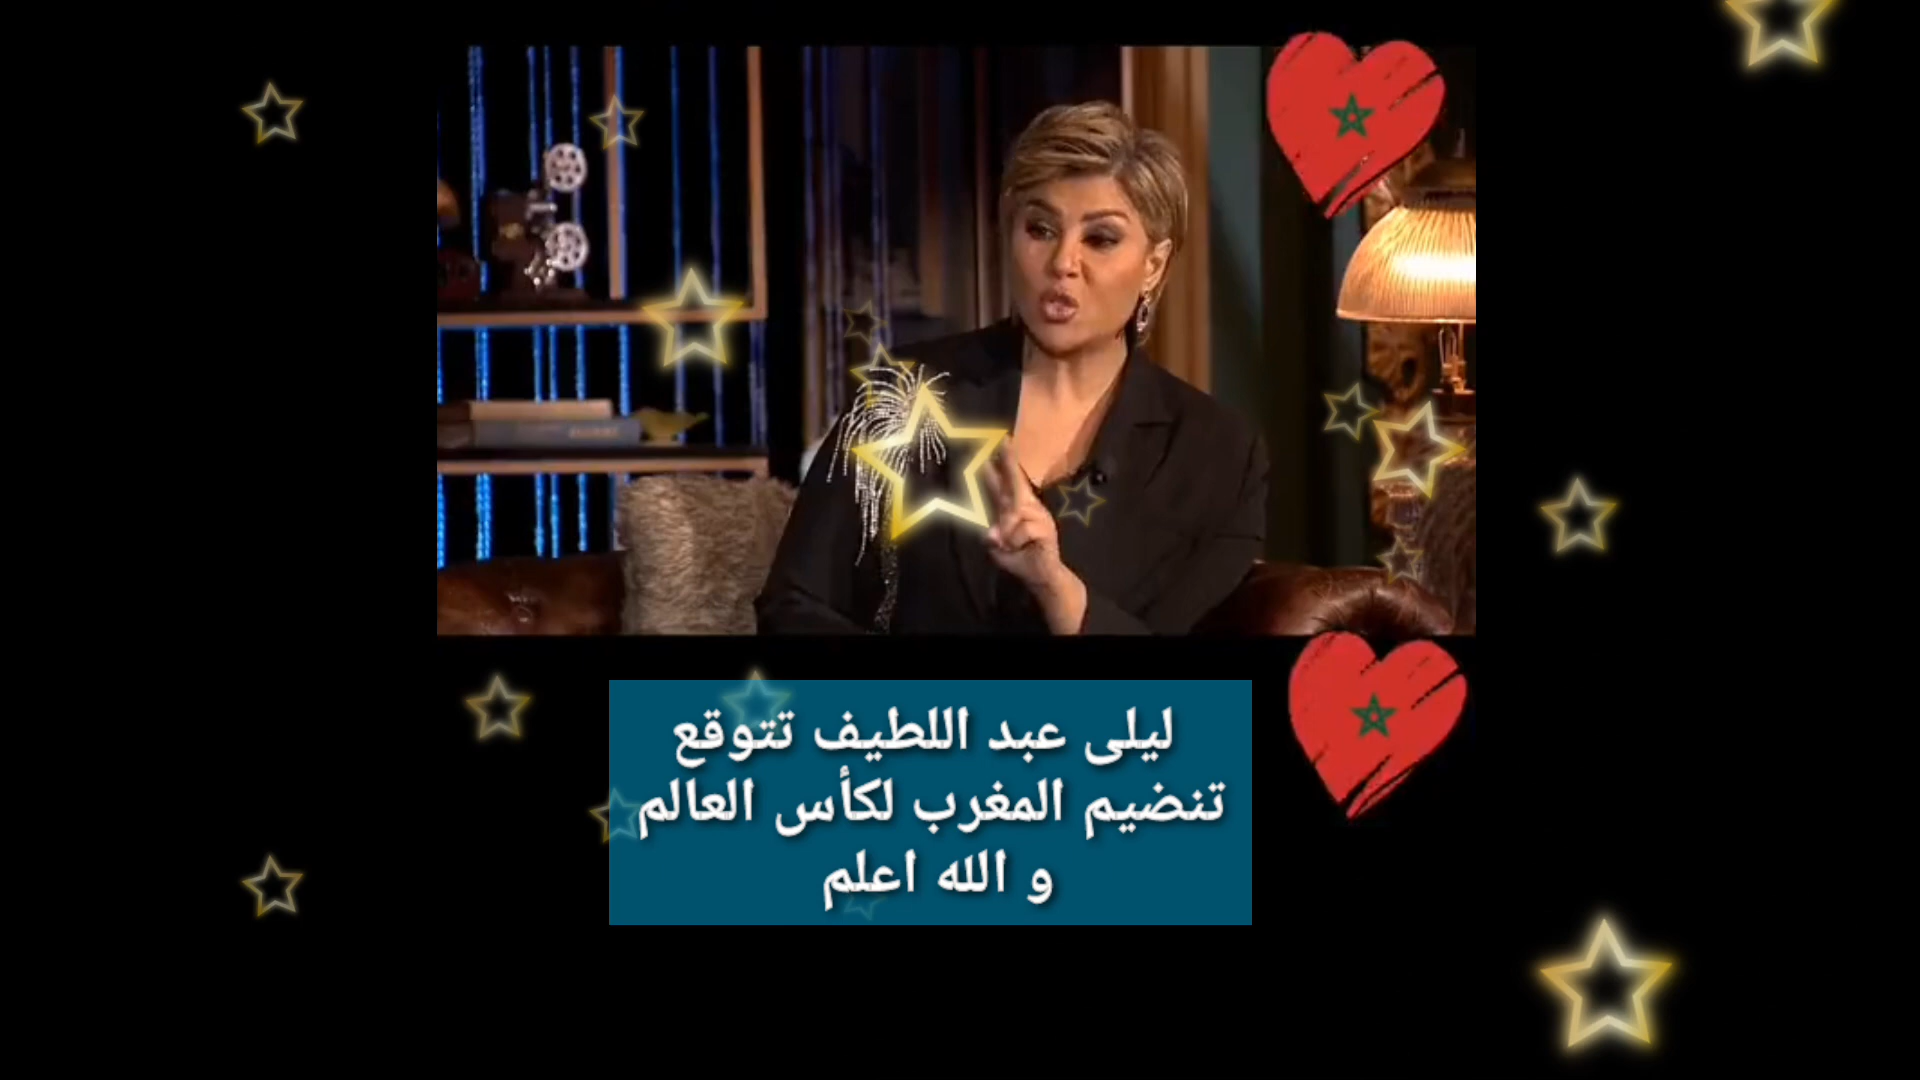 ليلى عبد اللطيف تتوقع
تنضيم المغرب لكأس العالم
و الله اعلم